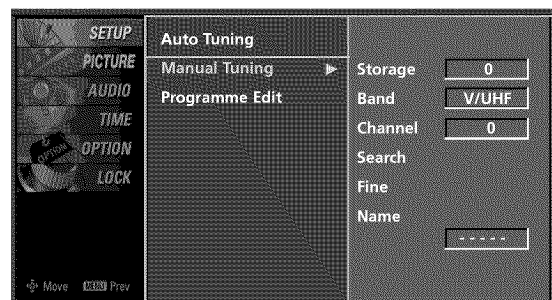 SETUP
PICTURE
AUDIO
TIME
OPTION
LOCK
Move MENU Prev
Auto Tuning
Manual Tuning
Programme Edit
Storage 0
Band V/UHF
Channel 0
Search
Fine
Name
- - - - -